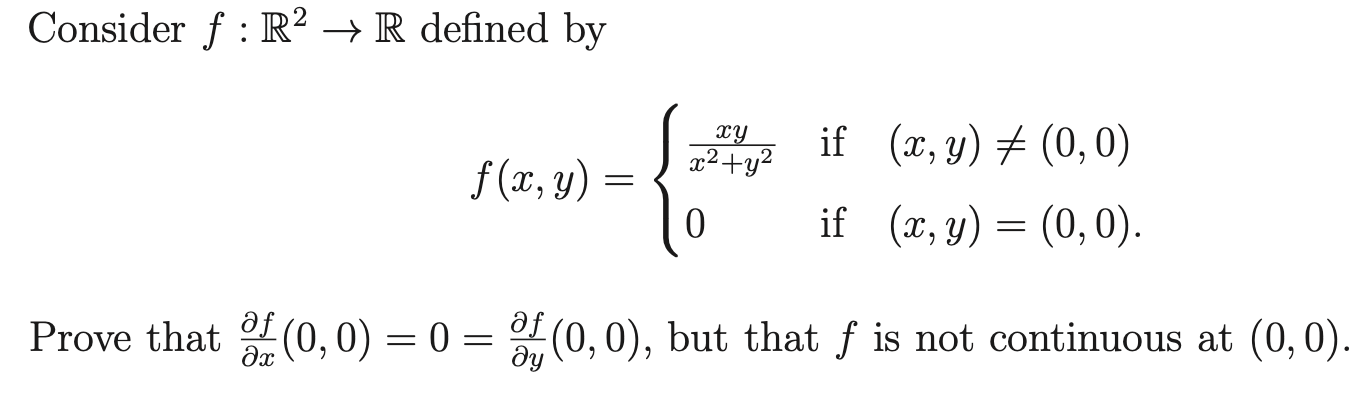 Consider f : ℝ² → ℝ defined by
f(x, y) = { xy/(x²+y²) if (x, y) ≠ (0, 0)
0 if (x, y) = (0, 0).
Prove that ∂f/∂x(0, 0) = 0 = ∂f/∂y(0, 0), but that f is not continuous at (0, 0).